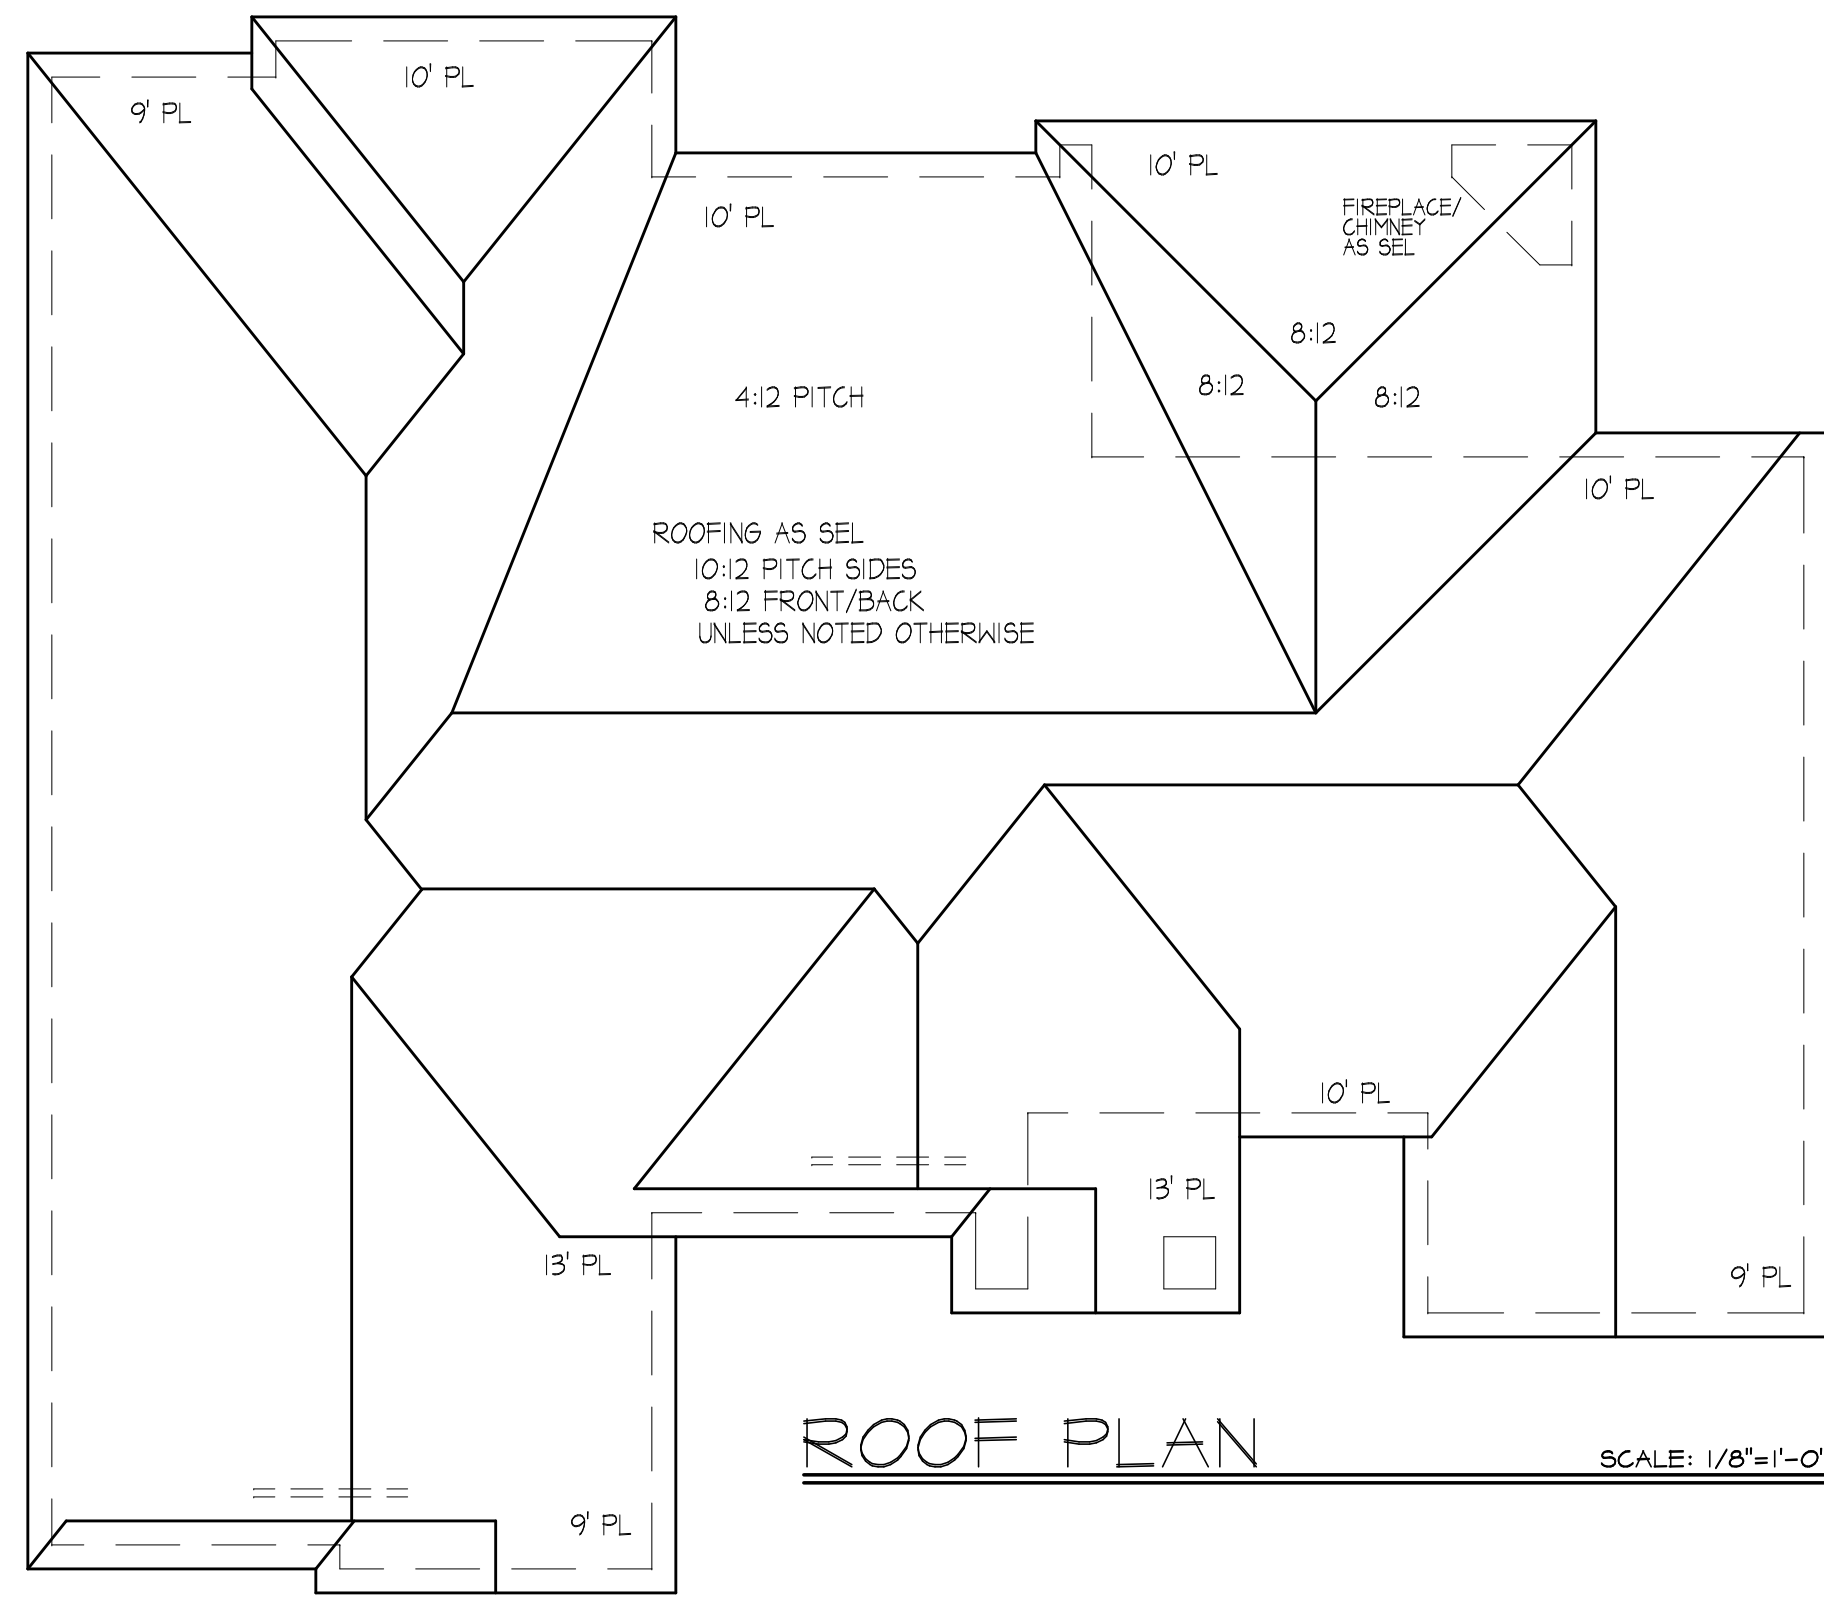 10' PL
9' PL
10' PL
10' PL
FIREPLACE/
CHIMNEY
AS SEL
8:12
8:12
8:12
4:12 PITCH
10' PL
ROOFING AS SEL
10:12 PITCH SIDES
8:12 FRONT/BACK
UNLESS NOTED OTHERWISE
10' PL
13' PL
13' PL
9' PL
ROOF PLAN
SCALE: 1/8"=1'-0"
9' PL